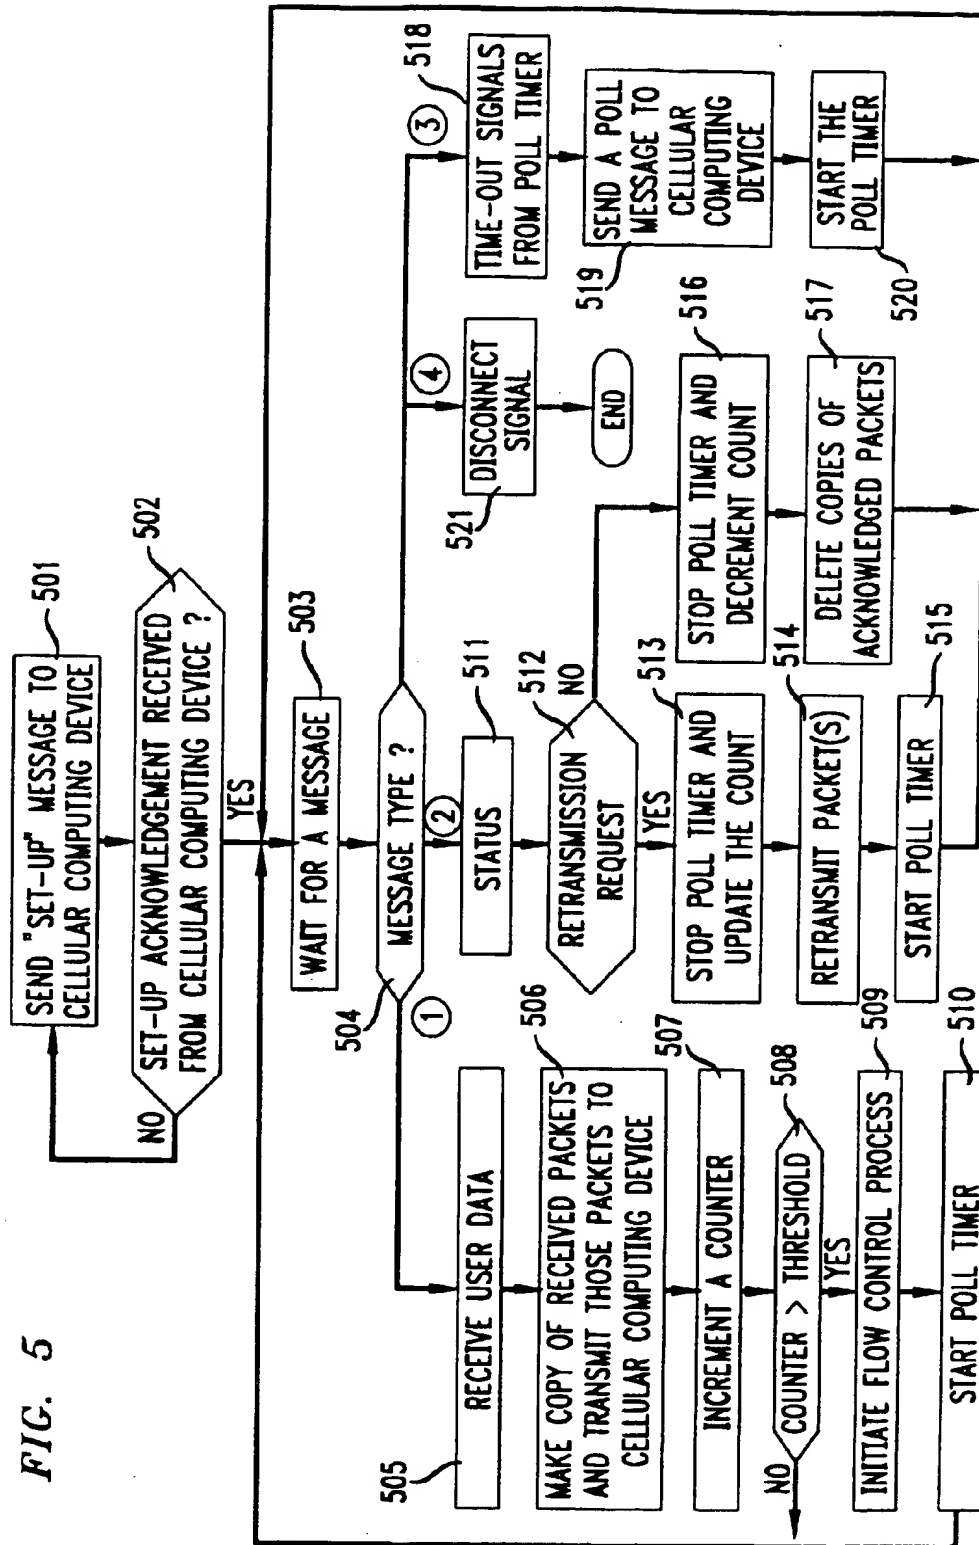 FIG. 5
SEND "SET-UP" MESSAGE TO
CELLULAR COMPUTING DEVICE
501
SET-UP ACKNOWLEDGEMENT RECEIVED
FROM CELLULAR COMPUTING DEVICE ?
502
NO
YES
WAIT FOR A MESSAGE
503
MESSAGE TYPE ?
504
1
2
3
4
RECEIVE USER DATA
505
MAKE COPY OF RECEIVED PACKETS
AND TRANSMIT THOSE PACKETS TO
CELLULAR COMPUTING DEVICE
506
INCREMENT A COUNTER
507
COUNTER > THRESHOLD
508
NO
YES
INITIATE FLOW CONTROL PROCESS
509
START POLL TIMER
510
STATUS
511
RETRANSMISSION
REQUEST
512
NO
YES
STOP POLL TIMER AND
UPDATE THE COUNT
513
RETRANSMIT PACKET(S)
514
START POLL TIMER
515
STOP POLL TIMER AND
DECREMENT COUNT
516
DELETE COPIES OF
ACKNOWLEDGED PACKETS
517
DISCONNECT
SIGNAL
521
END
TIME-OUT SIGNALS
FROM POLL TIMER
518
SEND A POLL
MESSAGE TO
CELLULAR
COMPUTING
DEVICE
519
START THE
POLL TIMER
520